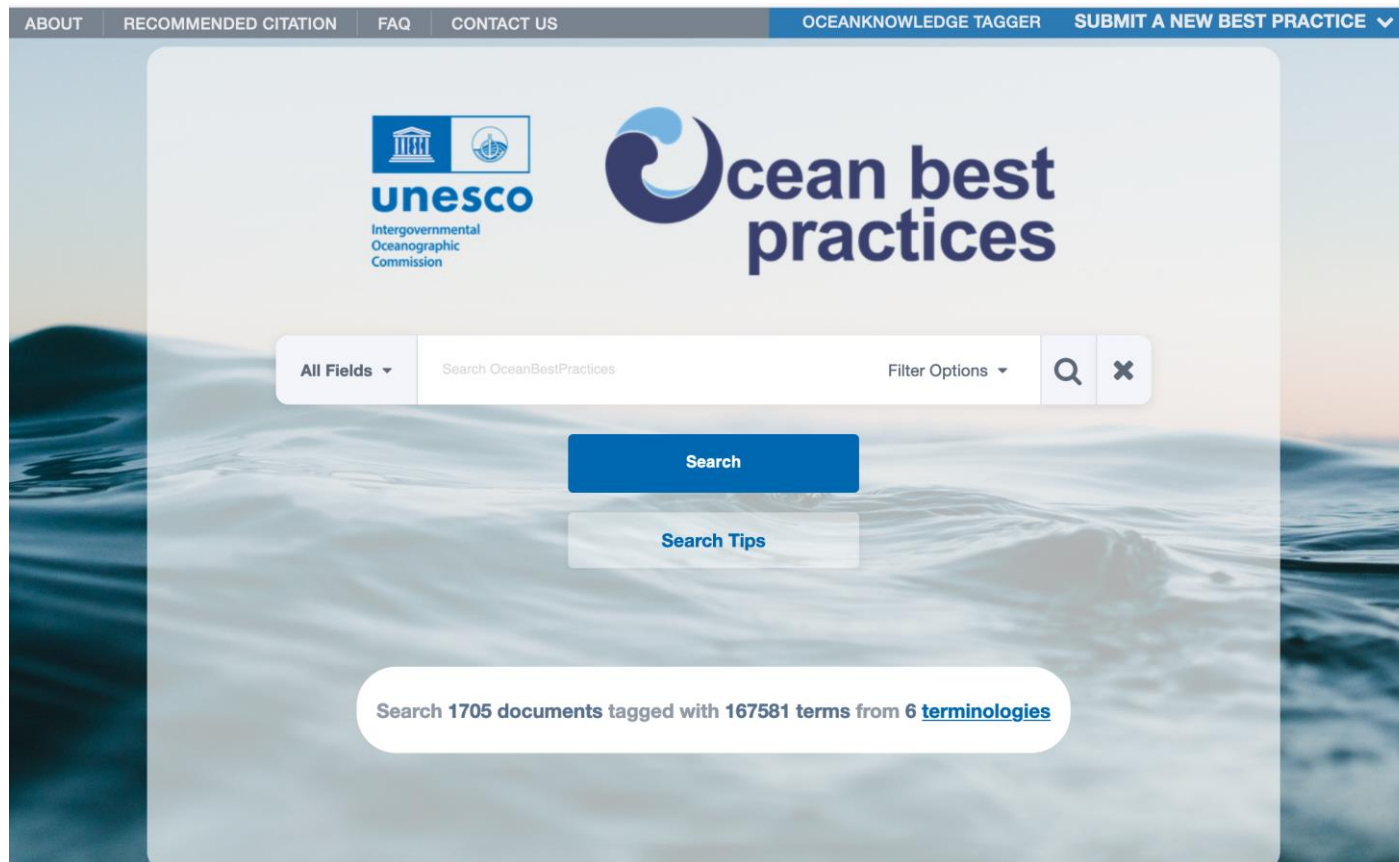 ABOUT RECOMMENDED CITATION FAQ CONTACT US OCEANKNOWLEDGE TAGGER SUBMIT A NEW BEST PRACTICE
unesco
Intergovernmental
Oceanographic
Commission
Ocean best
practices
All Fields Search OceanBestPractices Filter Options
Search
Search Tips
Search 1705 documents tagged with 167581 terms from 6 terminologies